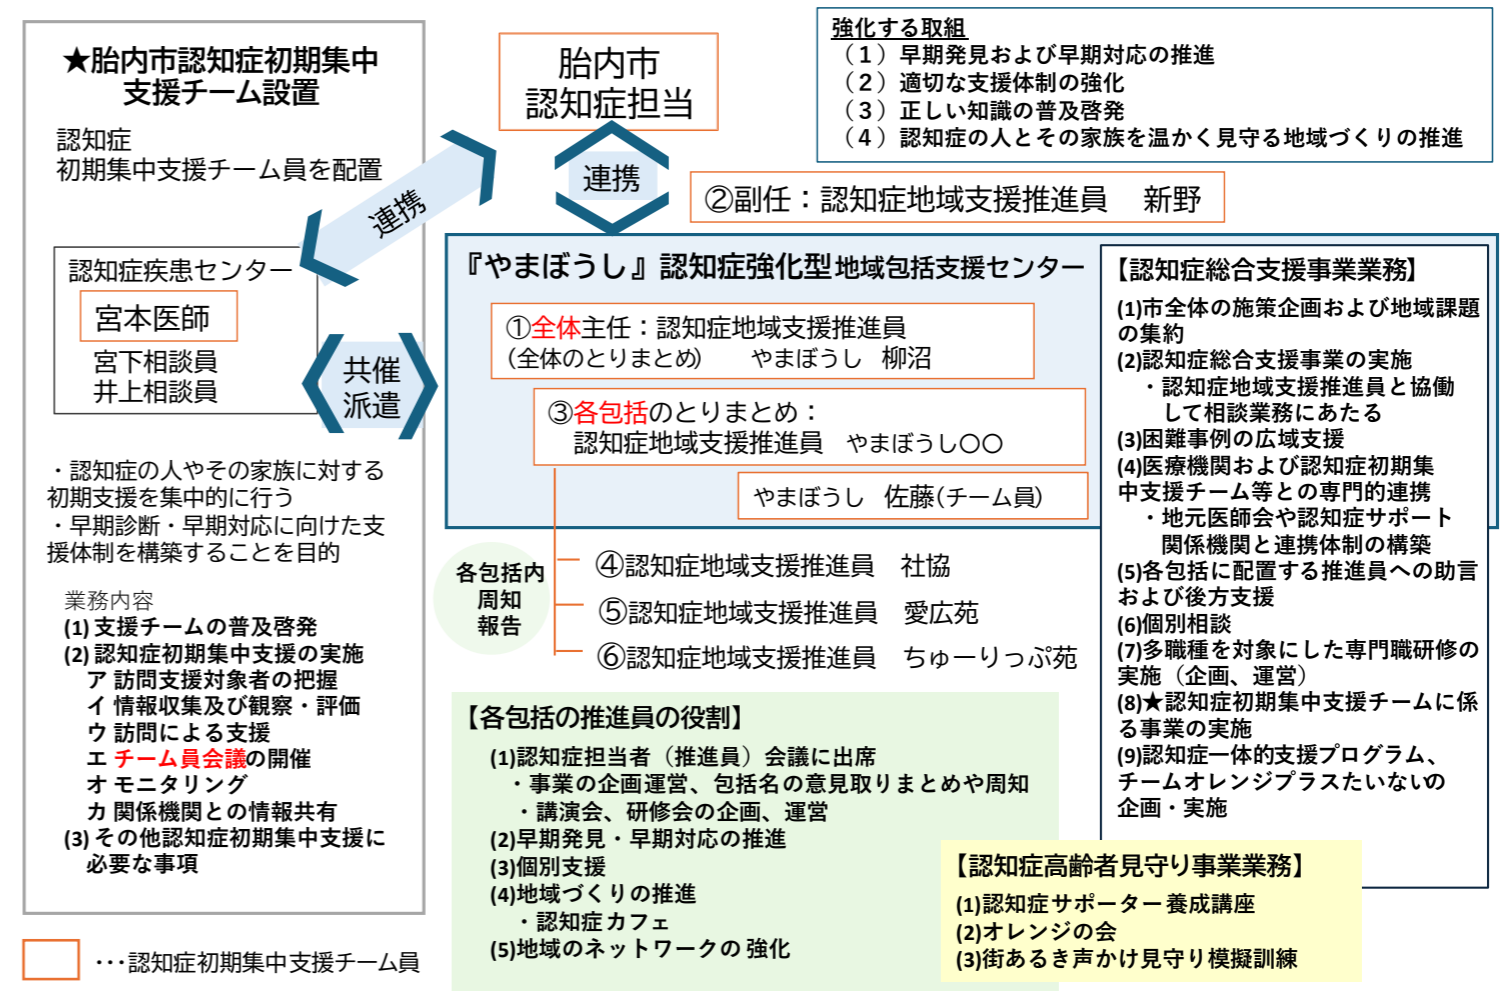 ★胎内市認知症初期集中
支援チーム設置
認知症
初期集中支援チーム員を配置
認知症疾患センター
宮本医師
宮下相談員
井上相談員
・認知症の人やその家族に対する
初期支援を集中的に行う
・早期診断・早期対応に向けた支
援体制を構築することを目的
業務内容
(1) 支援チームの普及啓発
(2) 認知症初期集中支援の実施
ア 訪問支援対象者の把握
イ 情報収集及び観察・評価
ウ 訪問による支援
エ チーム員会議の開催
オ モニタリング
カ 関係機関との情報共有
(3) その他認知症初期集中支援に
必要な事項
・・・認知症初期集中支援チーム員
連携
共催
派遣
胎内市
認知症担当
連携
強化する取組
（１）早期発見および早期対応の推進
（２）適切な支援体制の強化
（３）正しい知識の普及啓発
（４）認知症の人とその家族を温かく見守る地域づくりの推進
②副任：認知症地域支援推進員　新野
『やまぼうし』認知症強化型地域包括支援センター
①全体主任：認知症地域支援推進員
(全体のとりまとめ)　やまぼうし　柳沼
③各包括のとりまとめ：
認知症地域支援推進員　やまぼうし〇〇
やまぼうし　佐藤(チーム員)
各包括内
周知
報告
④認知症地域支援推進員　社協
⑤認知症地域支援推進員　愛広苑
⑥認知症地域支援推進員　ちゅーりっぷ苑
【各包括の推進員の役割】
(1)認知症担当者（推進員）会議に出席
・事業の企画運営、包括名の意見取りまとめや周知
・講演会、研修会の企画、運営
(2)早期発見・早期対応の推進
(3)個別支援
(4)地域づくりの推進
・認知症カフェ
(5)地域のネットワークの強化
【認知症総合支援事業業務】
(1)市全体の施策企画および地域課題
の集約
(2)認知症総合支援事業の実施
・認知症地域支援推進員と協働
して相談業務にあたる
(3)困難事例の広域支援
(4)医療機関および認知症初期集
中支援チーム等との専門的連携
・地元医師会や認知症サポート
関係機関と連携体制の構築
(5)各包括に配置する推進員への助言
および後方支援
(6)個別相談
(7)多職種を対象にした専門職研修の
実施（企画、運営）
(8)★認知症初期集中支援チームに係
る事業の実施
(9)認知症一体的支援プログラム、
チームオレンジプラスたいないの
企画・実施
【認知症高齢者見守り事業業務】
(1)認知症サポーター養成講座
(2)オレンジの会
(3)街あるき声かけ見守り模擬訓練